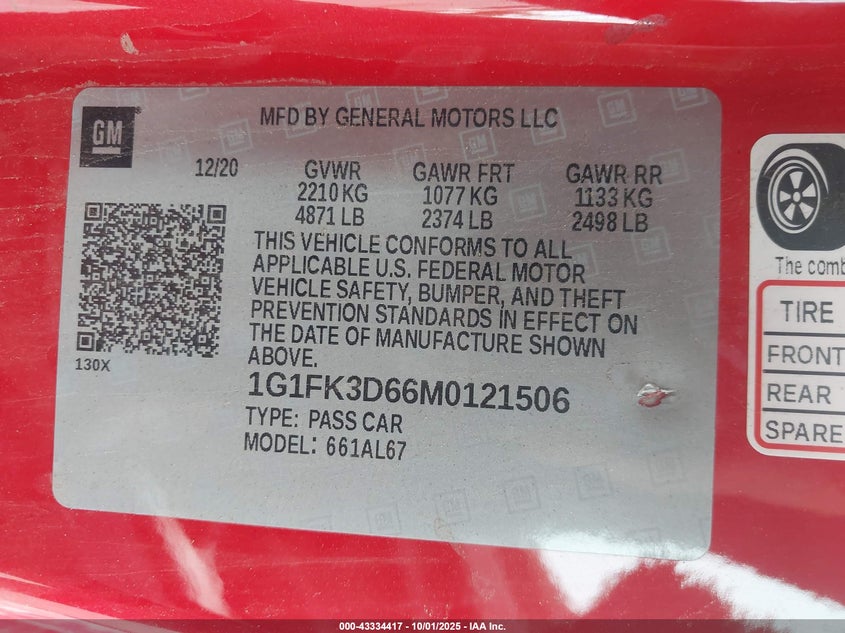 GM
MFD BY GENERAL MOTORS LLC
12/20 GVWR GAWR FRT GAWR RR
2210 KG 1077 KG 1133 KG
4871 LB 2374 LB 2498 LB
THIS VEHICLE CONFORMS TO ALL
APPLICABLE U.S. FEDERAL MOTOR
VEHICLE SAFETY, BUMPER, AND THEFT
PREVENTION STANDARDS IN EFFECT ON
THE DATE OF MANUFACTURE SHOWN
ABOVE.
130X
1G1FK3D66M0121506
TYPE: PASS CAR
MODEL: 661AL67
The comb
TIRE
FRONT
REAR
SPARE
000-43334417 - 10/01/2025 - IAA Inc.